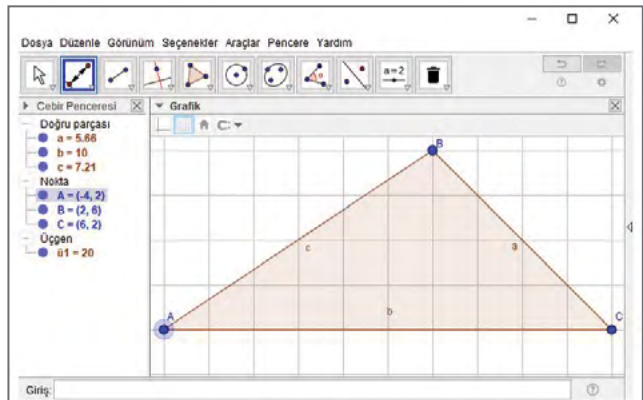 Dosya Düzenle Görünüm Seçenekler Araçlar Pencere Yardım
a=2
Cebir Penceresi
Doğru parçası
a = 5.66
b = 10
c = 7.21
Nokta
A = (-4, 2)
B = (2, 6)
C = (6, 2)
Üçgen
ü1 = 20
Grafik
B
c
a
A
b
C
Giriş: